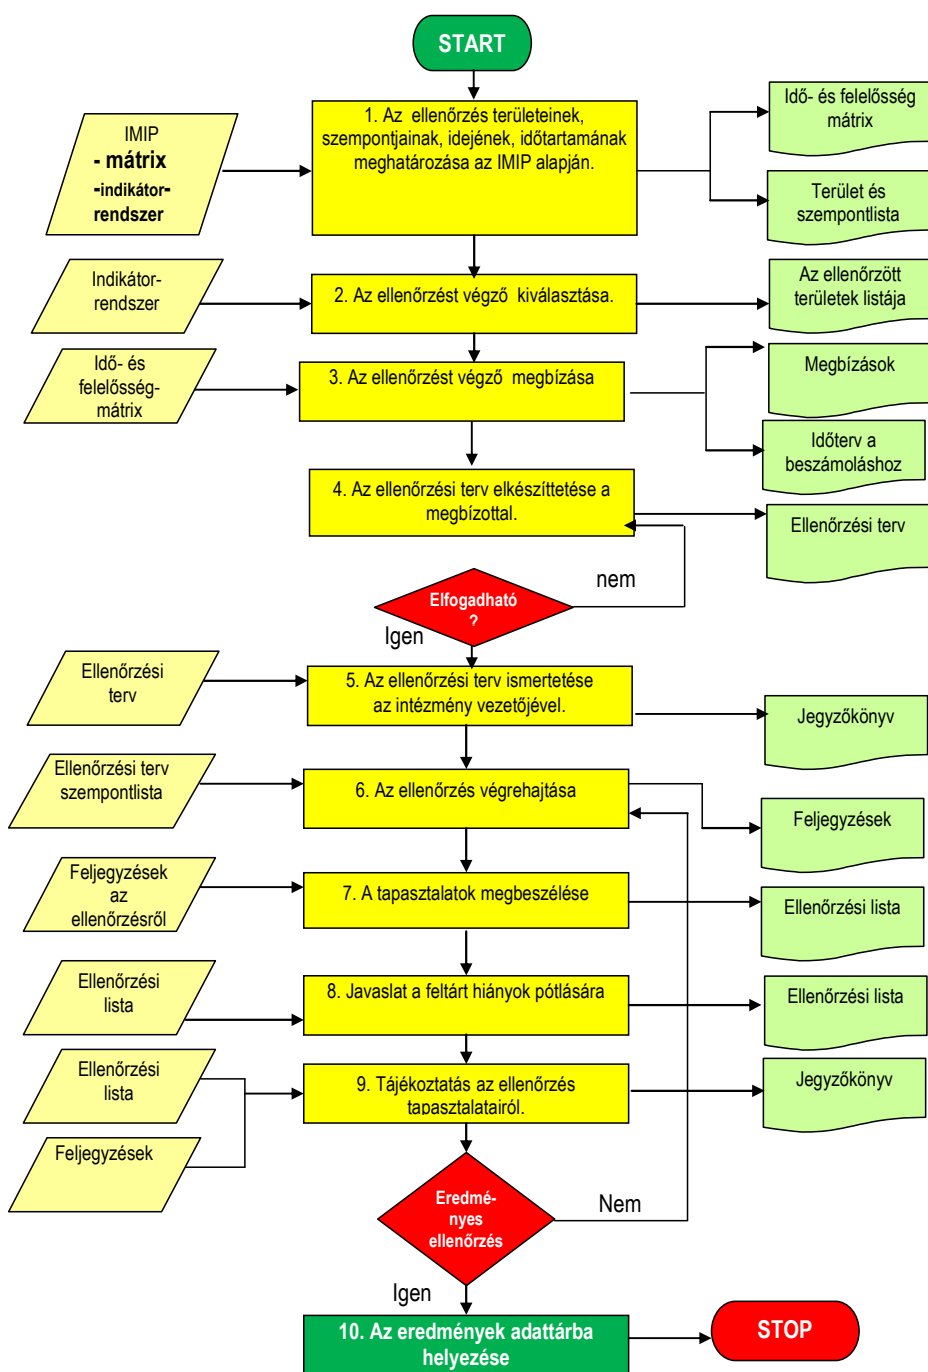 START
1. Az ellenőrzés területeinek,
szempontjainak, idejének, időtartamának
meghatározása az IMIP alapján.
IMIP
- mátrix
-indikátor-
rendszer
Idő- és felelősség
mátrix
Terület és
szempontlista
Indikátor-
rendszer
2. Az ellenőrzést végző kiválasztása.
Az ellenőrzött
területek listája
Idő- és
felelősség-
mátrix
3. Az ellenőrzést végző megbízása
Megbízások
Időterv a
beszámoláshoz
4. Az ellenőrzési terv elkészíttetése a
megbízottal.
Ellenőrzési terv
nem
Elfogadható
?
Igen
Ellenőrzési
terv
5. Az ellenőrzési terv ismertetése
az intézmény vezetőjével.
Jegyzőkönyv
Ellenőrzési terv
szempontlista
6. Az ellenőrzés végrehajtása
Feljegyzések
Feljegyzések
az
ellenőrzésről
7. A tapasztalatok megbeszélése
Ellenőrzési lista
Ellenőrzési
lista
8. Javaslat a feltárt hiányok pótlására
Ellenőrzési lista
Ellenőrzési
lista
9. Tájékoztatás az ellenőrzés
tapasztalatairól.
Jegyzőkönyv
Feljegyzések
Eredmé-
nyes
ellenőrzés
Nem
Igen
10. Az eredmények adattárba
helyezése
STOP